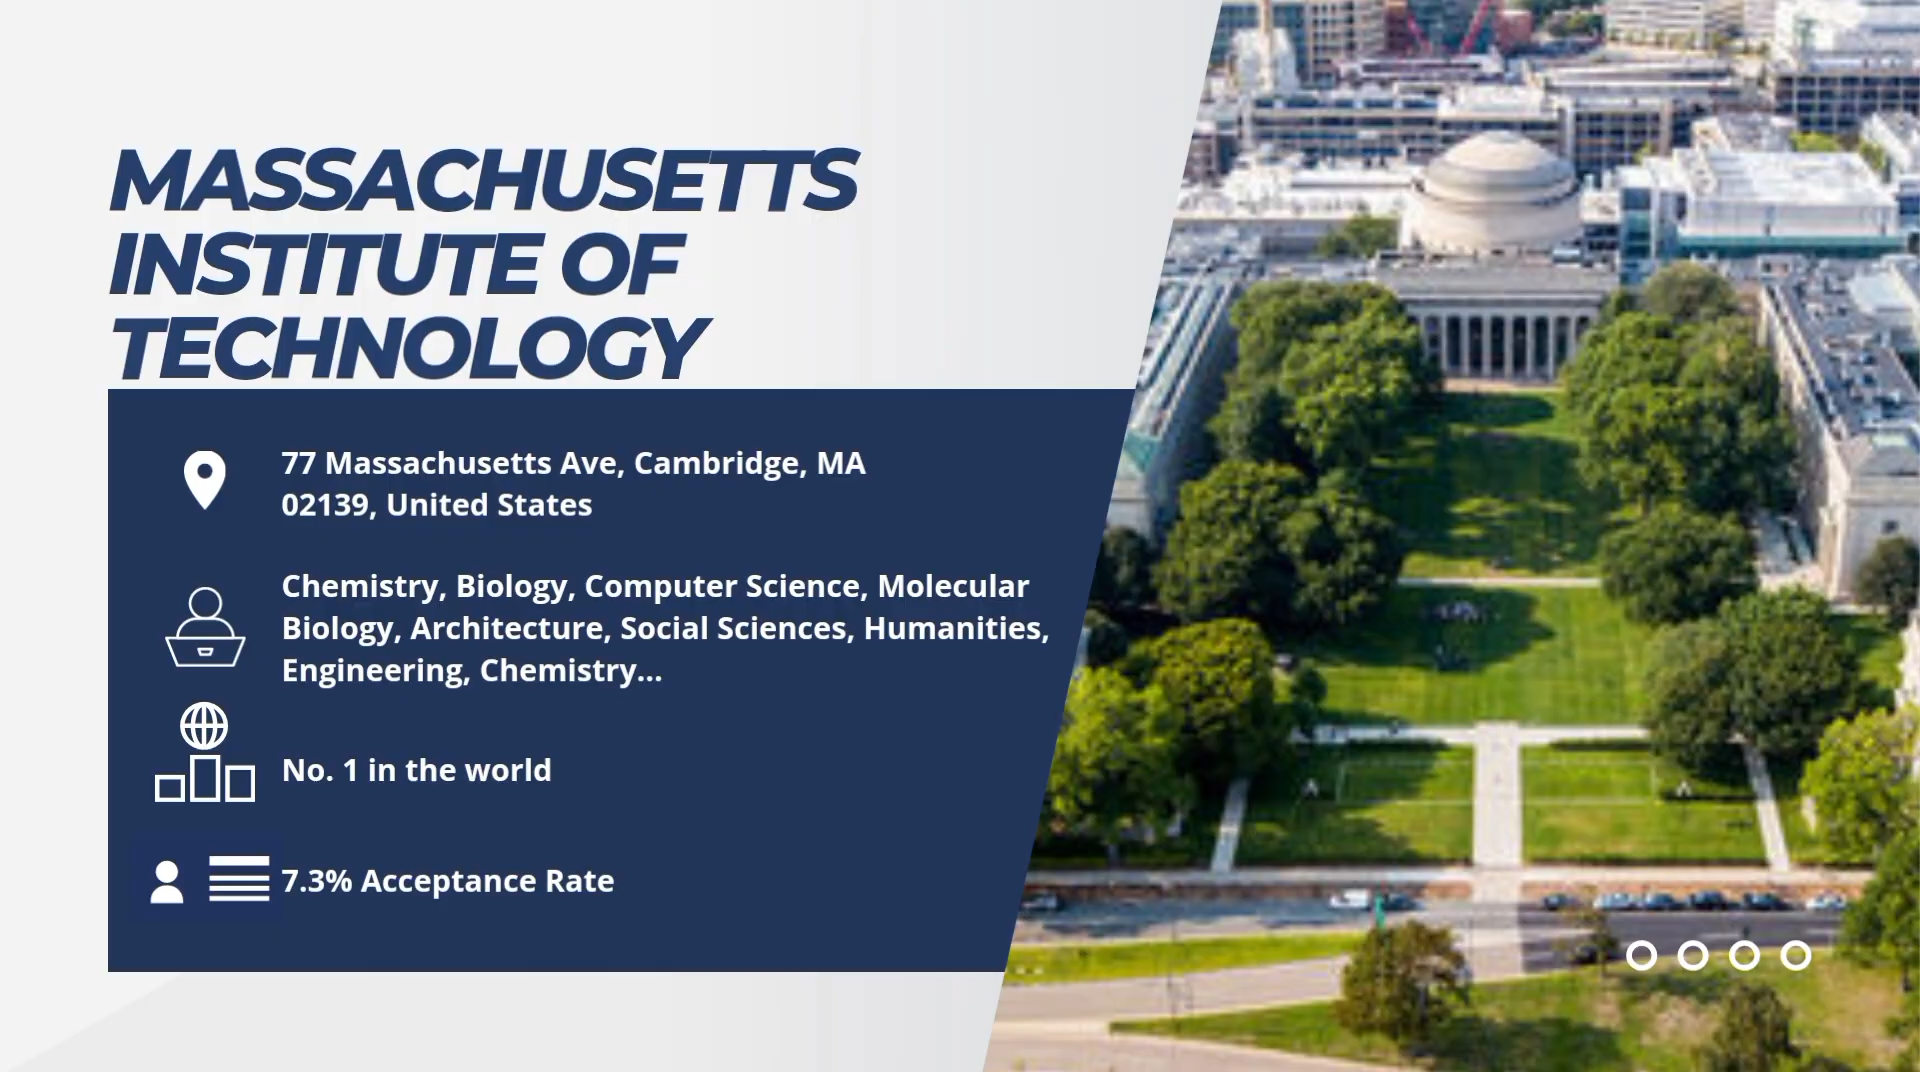 MASSACHUSETTS
INSTITUTE OF
TECHNOLOGY
77 Massachusetts Ave, Cambridge, MA
02139, United States
Chemistry, Biology, Computer Science, Molecular
Biology, Architecture, Social Sciences, Humanities,
Engineering, Chemistry...
No. 1 in the world
7.3% Acceptance Rate